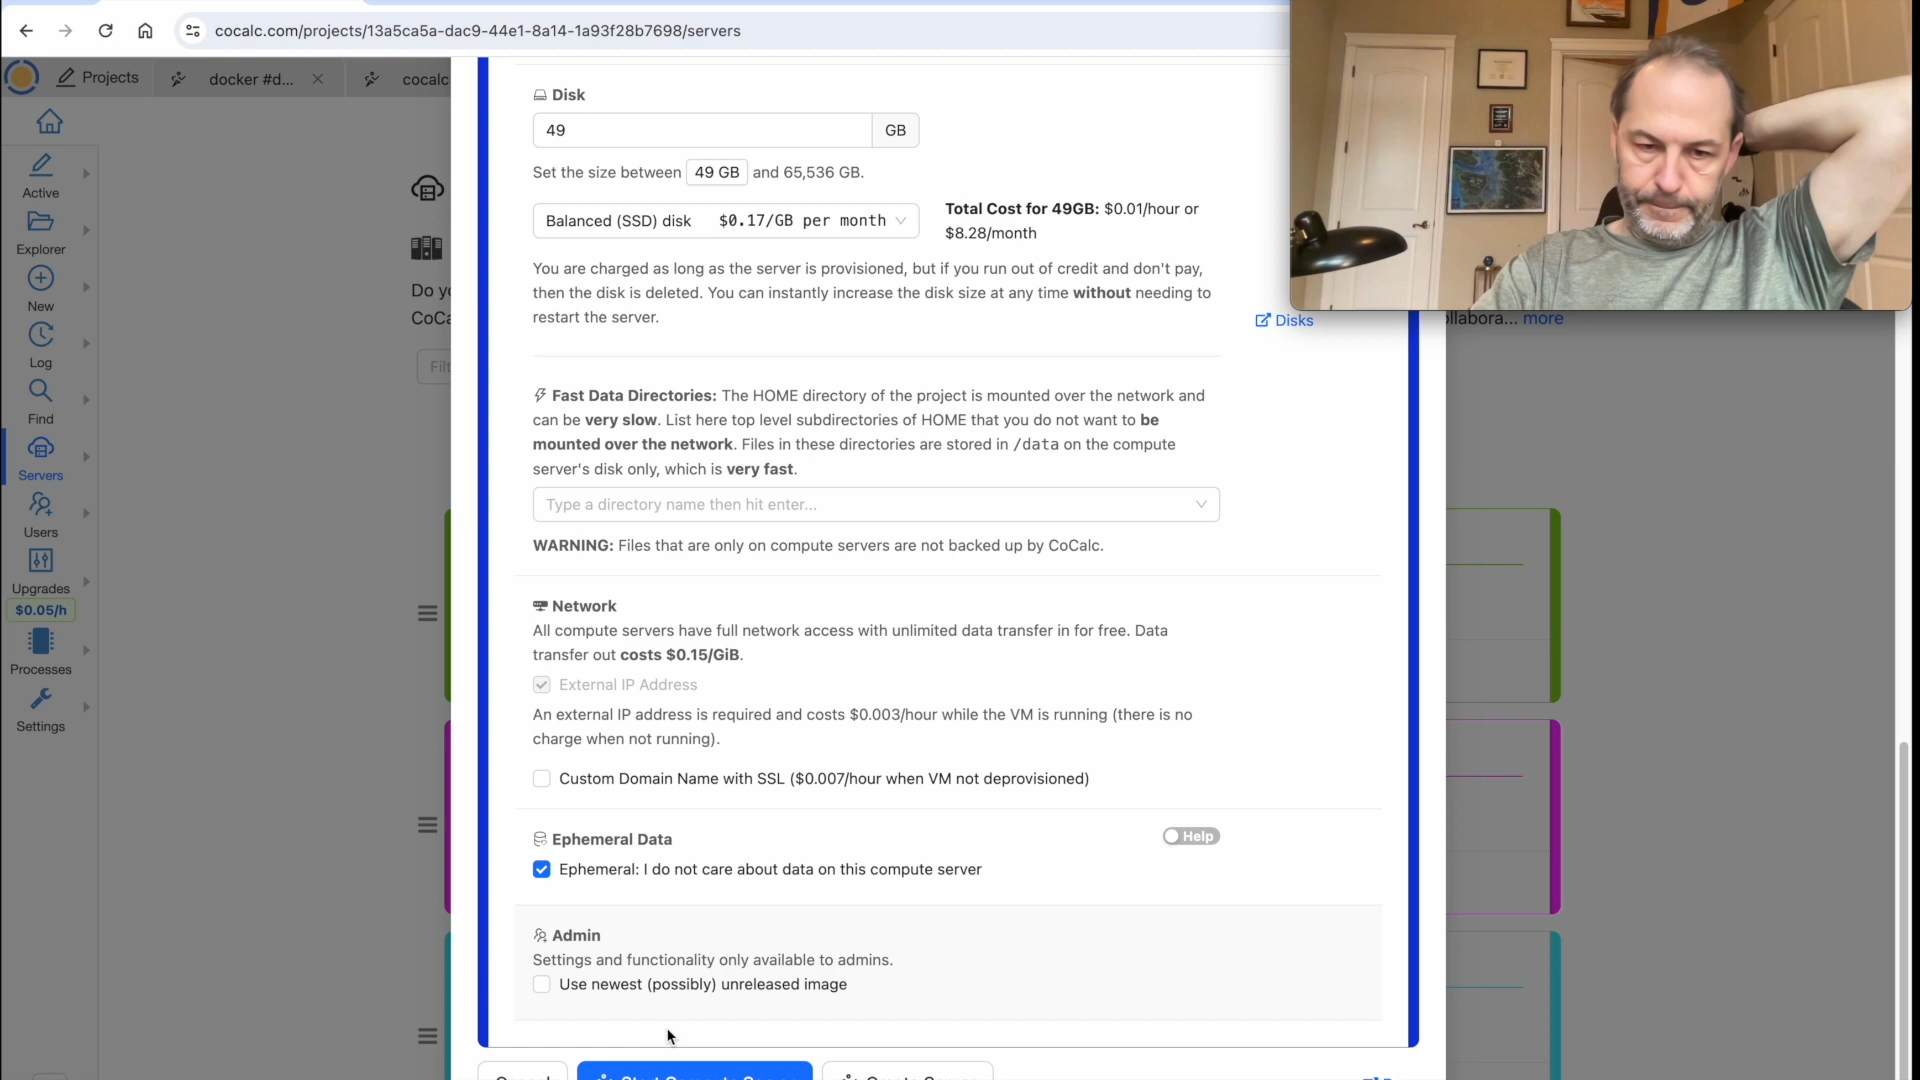 cocalc.com/projects/13a5ca5a-dac9-44e1-8a14-1a93f28b7698/servers
Projects
docker #d...
cocalc
Active
Explorer
New
Log
Find
Servers
Users
Upgrades
$0.05/h
Processes
Settings
Do yo
CoCa
Filt
Disk
49 GB
Set the size between 49 GB and 65,536 GB.
Balanced (SSD) disk $0.17/GB per month
Total Cost for 49GB: $0.01/hour or
$8.28/month
You are charged as long as the server is provisioned, but if you run out of credit and don't pay,
then the disk is deleted. You can instantly increase the disk size at any time without needing to
restart the server.
Disks
llabora... more
Fast Data Directories: The HOME directory of the project is mounted over the network and
can be very slow. List here top level subdirectories of HOME that you do not want to be
mounted over the network. Files in these directories are stored in /data on the compute
server's disk only, which is very fast.
Type a directory name then hit enter...
WARNING: Files that are only on compute servers are not backed up by CoCalc.
Network
All compute servers have full network access with unlimited data transfer in for free. Data
transfer out costs $0.15/GiB.
External IP Address
An external IP address is required and costs $0.003/hour while the VM is running (there is no
charge when not running).
Custom Domain Name with SSL ($0.007/hour when VM not deprovisioned)
Ephemeral Data
Help
Ephemeral: I do not care about data on this compute server
Admin
Settings and functionality only available to admins.
Use newest (possibly) unreleased image